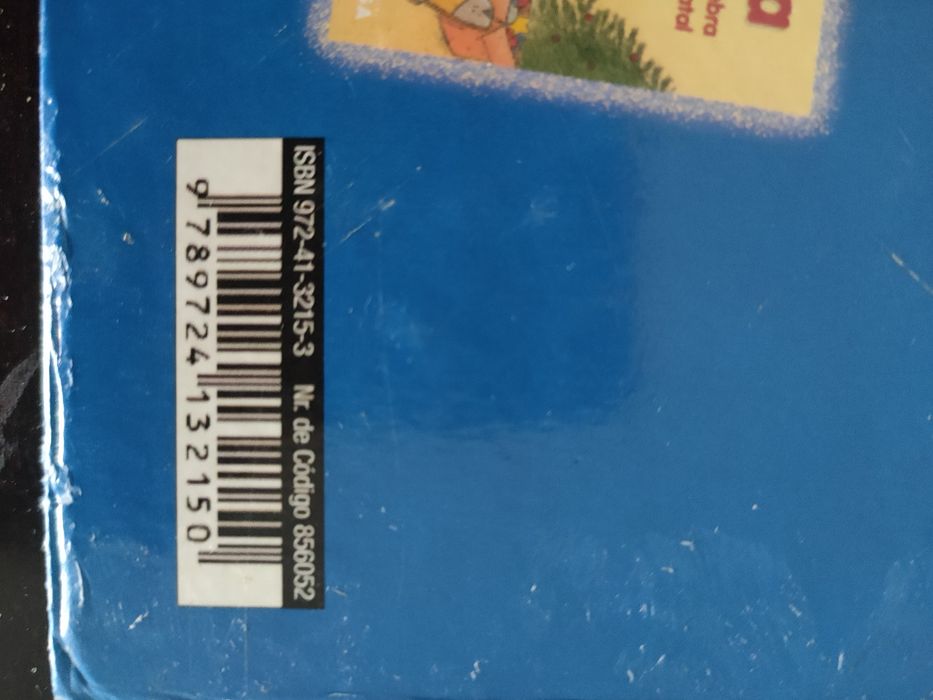 ISBN 972-41-3215-3 Nr. de Código 856052
9 789724 132150